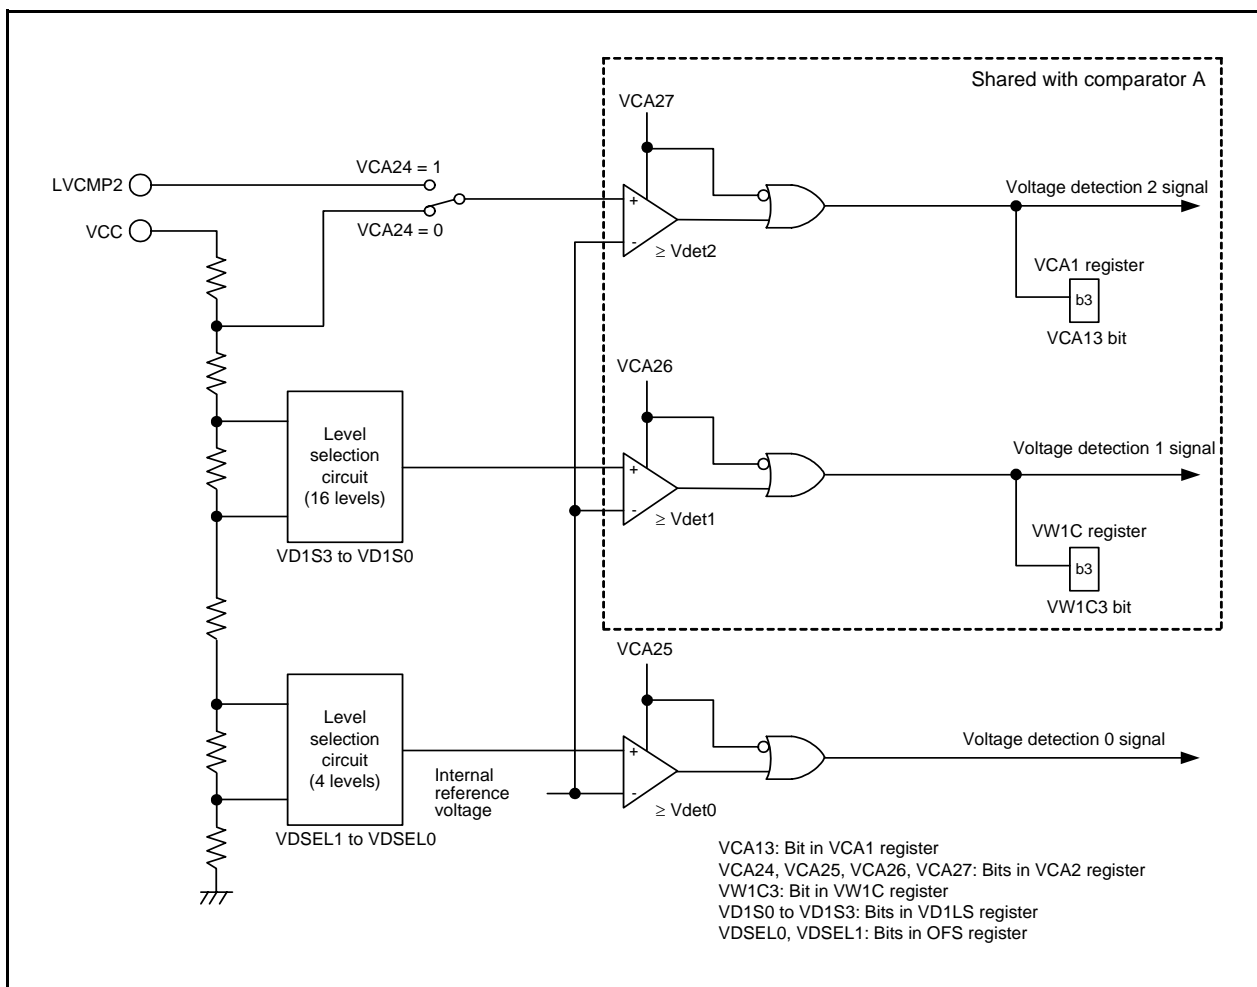 Shared with comparator A
VCA27
LVCMP2
VCA24 = 1
VCC
VCA24 = 0
+
-
≥ Vdet2
Voltage detection 2 signal
VCA1 register
b3
VCA13 bit
VCA26
Level
selection
circuit
(16 levels)
VD1S3 to VD1S0
+
-
≥ Vdet1
Voltage detection 1 signal
VW1C register
b3
VW1C3 bit
VCA25
Level
selection
circuit
(4 levels)
VDSEL1 to VDSEL0
Internal
reference
voltage
+
-
≥ Vdet0
Voltage detection 0 signal
VCA13: Bit in VCA1 register
VCA24, VCA25, VCA26, VCA27: Bits in VCA2 register
VW1C3: Bit in VW1C register
VD1S0 to VD1S3: Bits in VD1LS register
VDSEL0, VDSEL1: Bits in OFS register